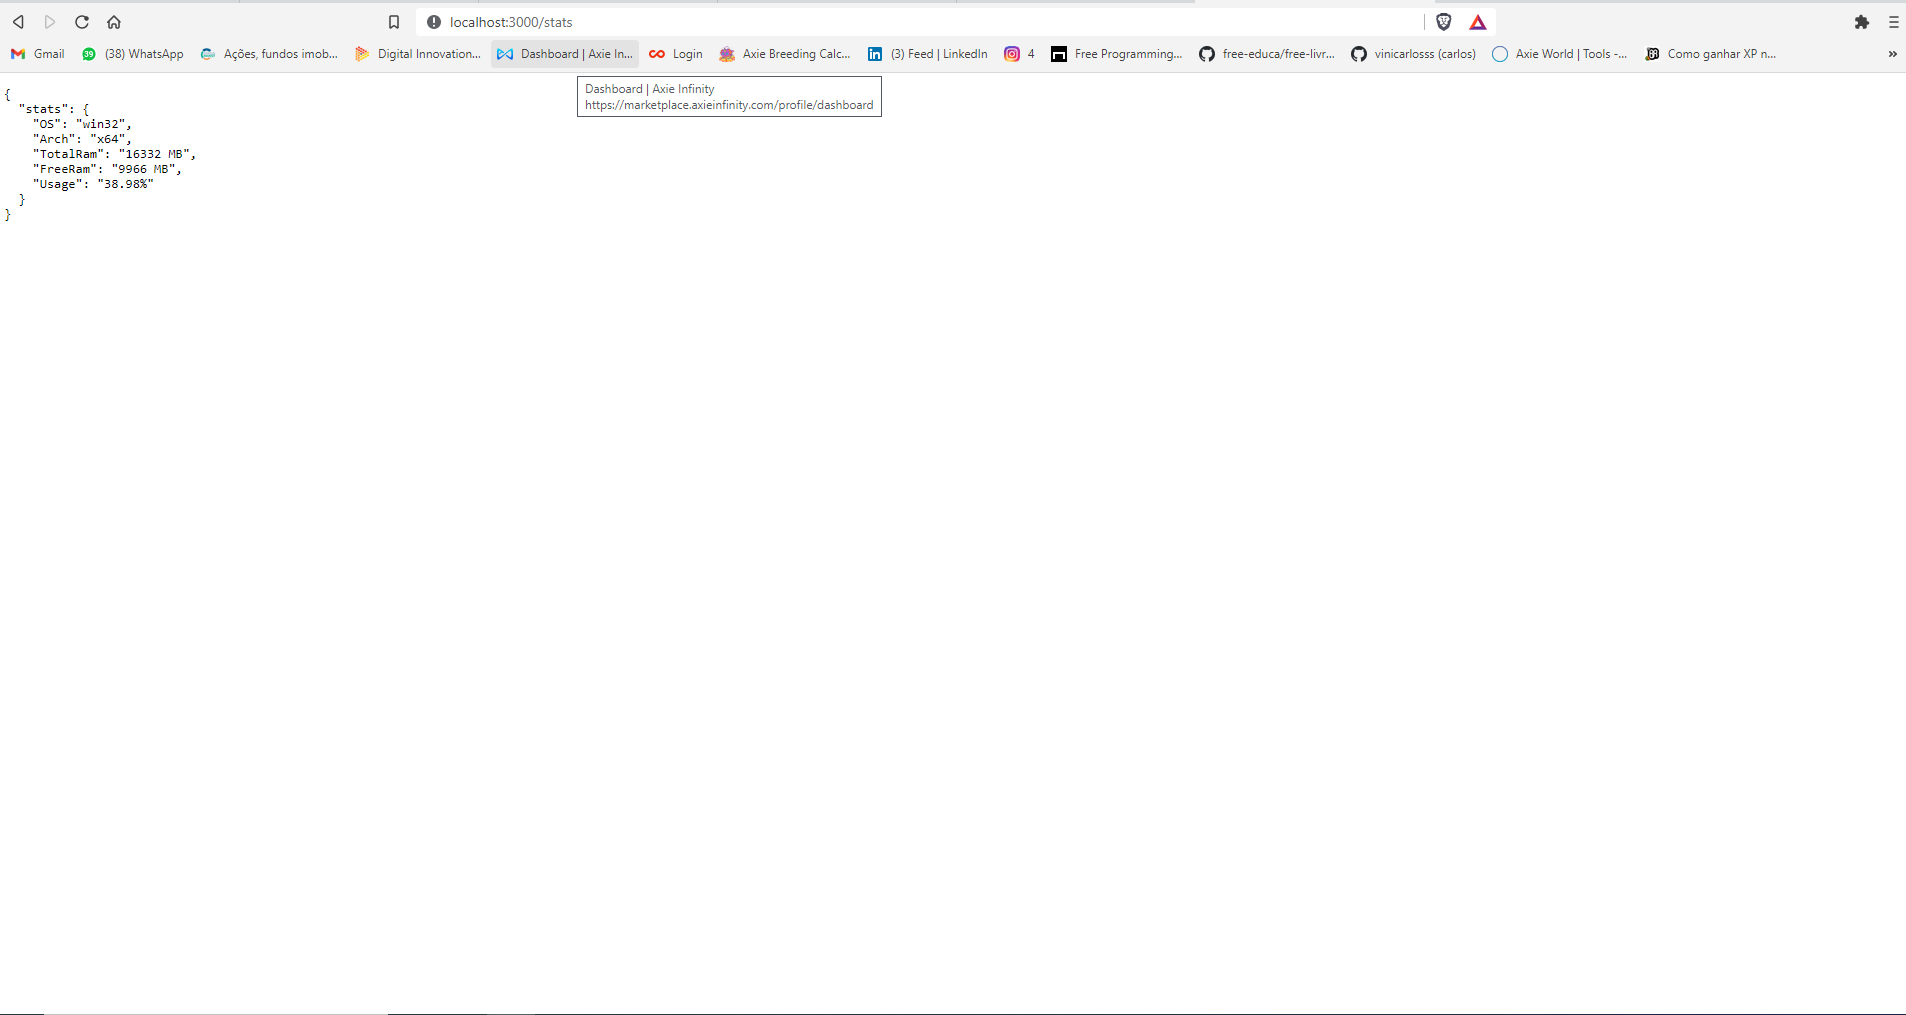 localhost:3000/stats
Gmail
39
(38) WhatsApp
Ações, fundos imob...
Digital Innovation...
Dashboard | Axie In...
Login
Axie Breeding Calc...
(3) Feed | LinkedIn
4
Free Programming...
free-educa/free-livr...
vinicarlosss (carlos)
Axie World | Tools -...
Como ganhar XP n...
»
Dashboard | Axie Infinity
https://marketplace.axieinfinity.com/profile/dashboard
{
"stats": {
"OS": "win32",
"Arch": "x64",
"TotalRam": "16332 MB",
"FreeRam": "9966 MB",
"Usage": "38.98%"
}
}